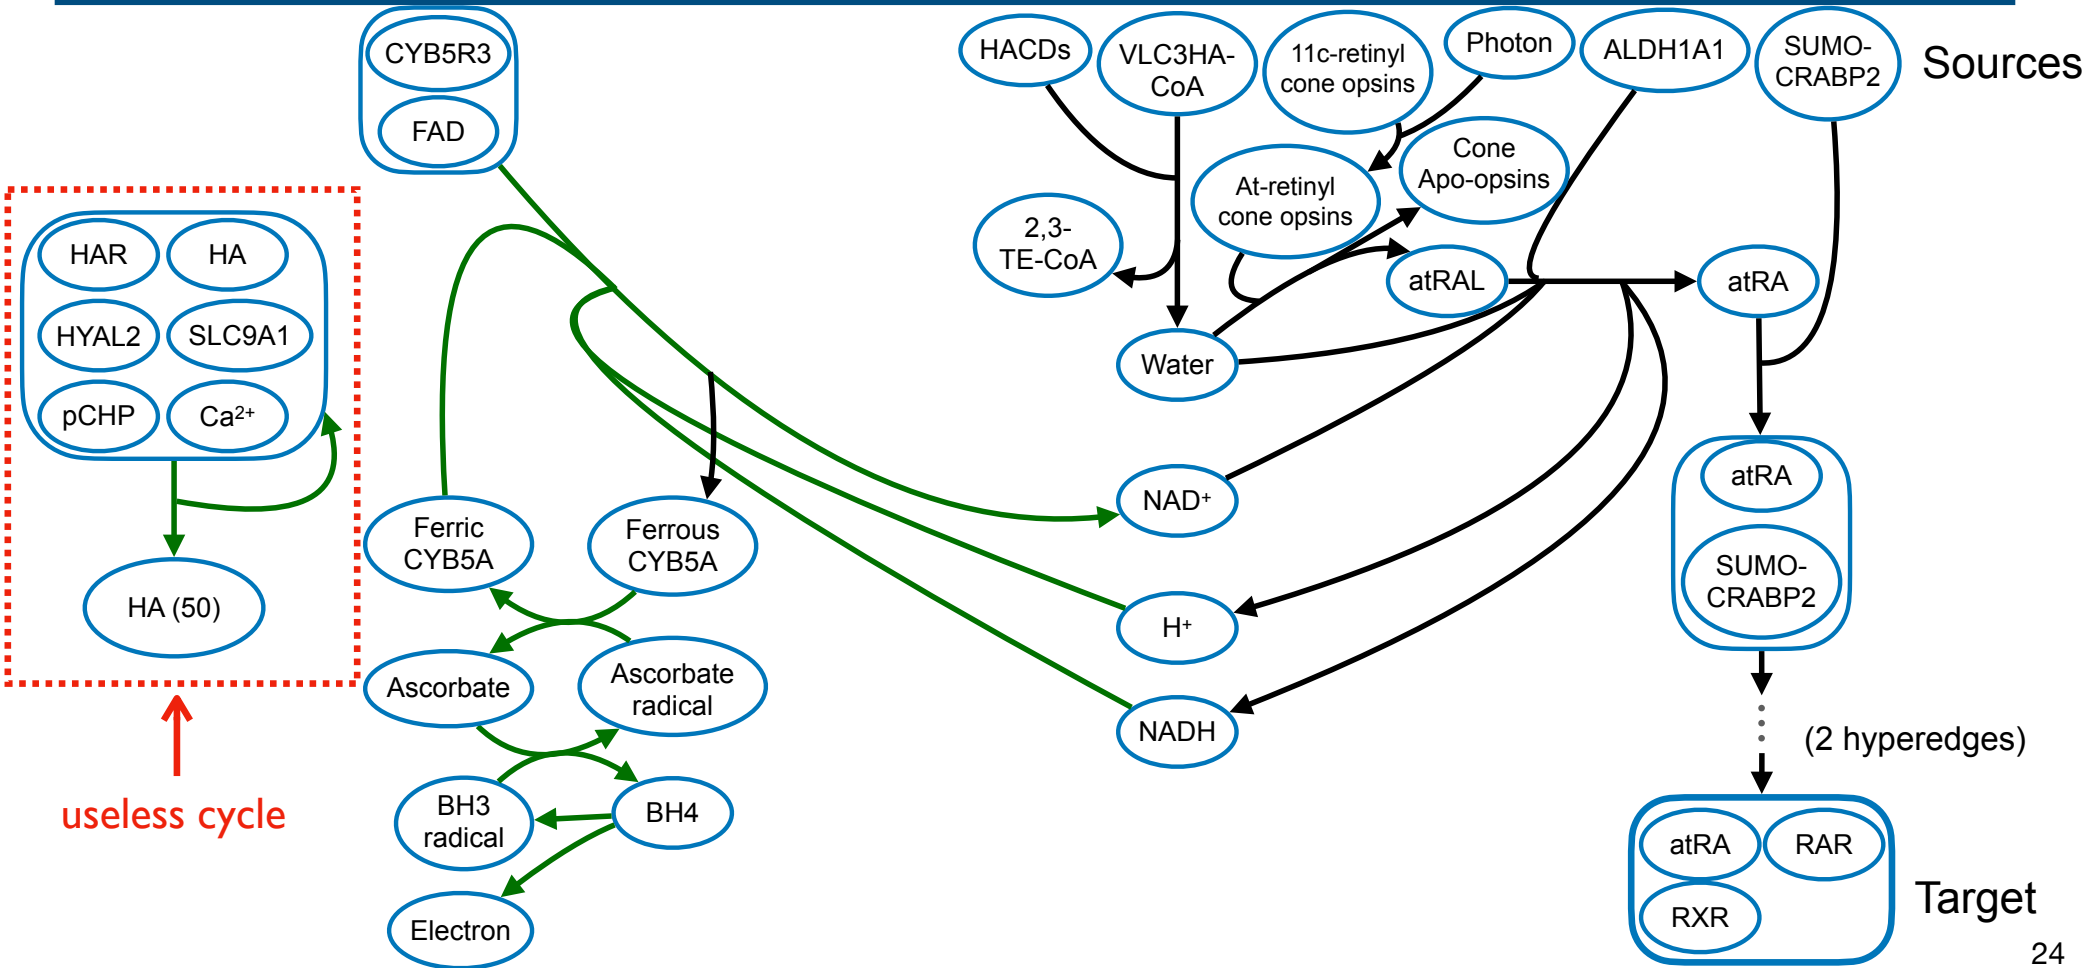 CYB5R3
FAD
HACDs
VLC3HA-
CoA
11c-retinyl
cone opsins
Photon
ALDH1A1
SUMO-
CRABP2
Sources
HAR
HA
HYAL2
SLC9A1
pCHP
Ca²⁺
HA (50)
useless cycle
2,3-
TE-CoA
At-retinyl
cone opsins
Cone
Apo-opsins
atRAL
atRA
Water
NAD⁺
H⁺
NADH
Ferric
CYB5A
Ferrous
CYB5A
Ascorbate
Ascorbate
radical
BH3
radical
BH4
Electron
atRA
SUMO-
CRABP2
(2 hyperedges)
atRA
RAR
RXR
Target
24